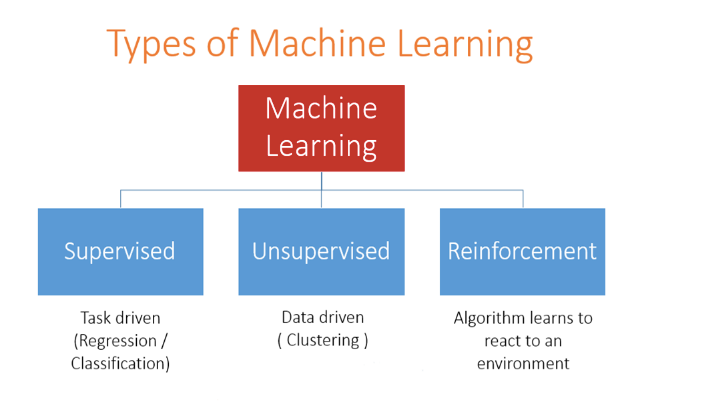 Types of Machine Learning
Machine
Learning
Supervised
Unsupervised
Reinforcement
Task driven
(Regression /
Classification)
Data driven
( Clustering )
Algorithm learns to
react to an
environment